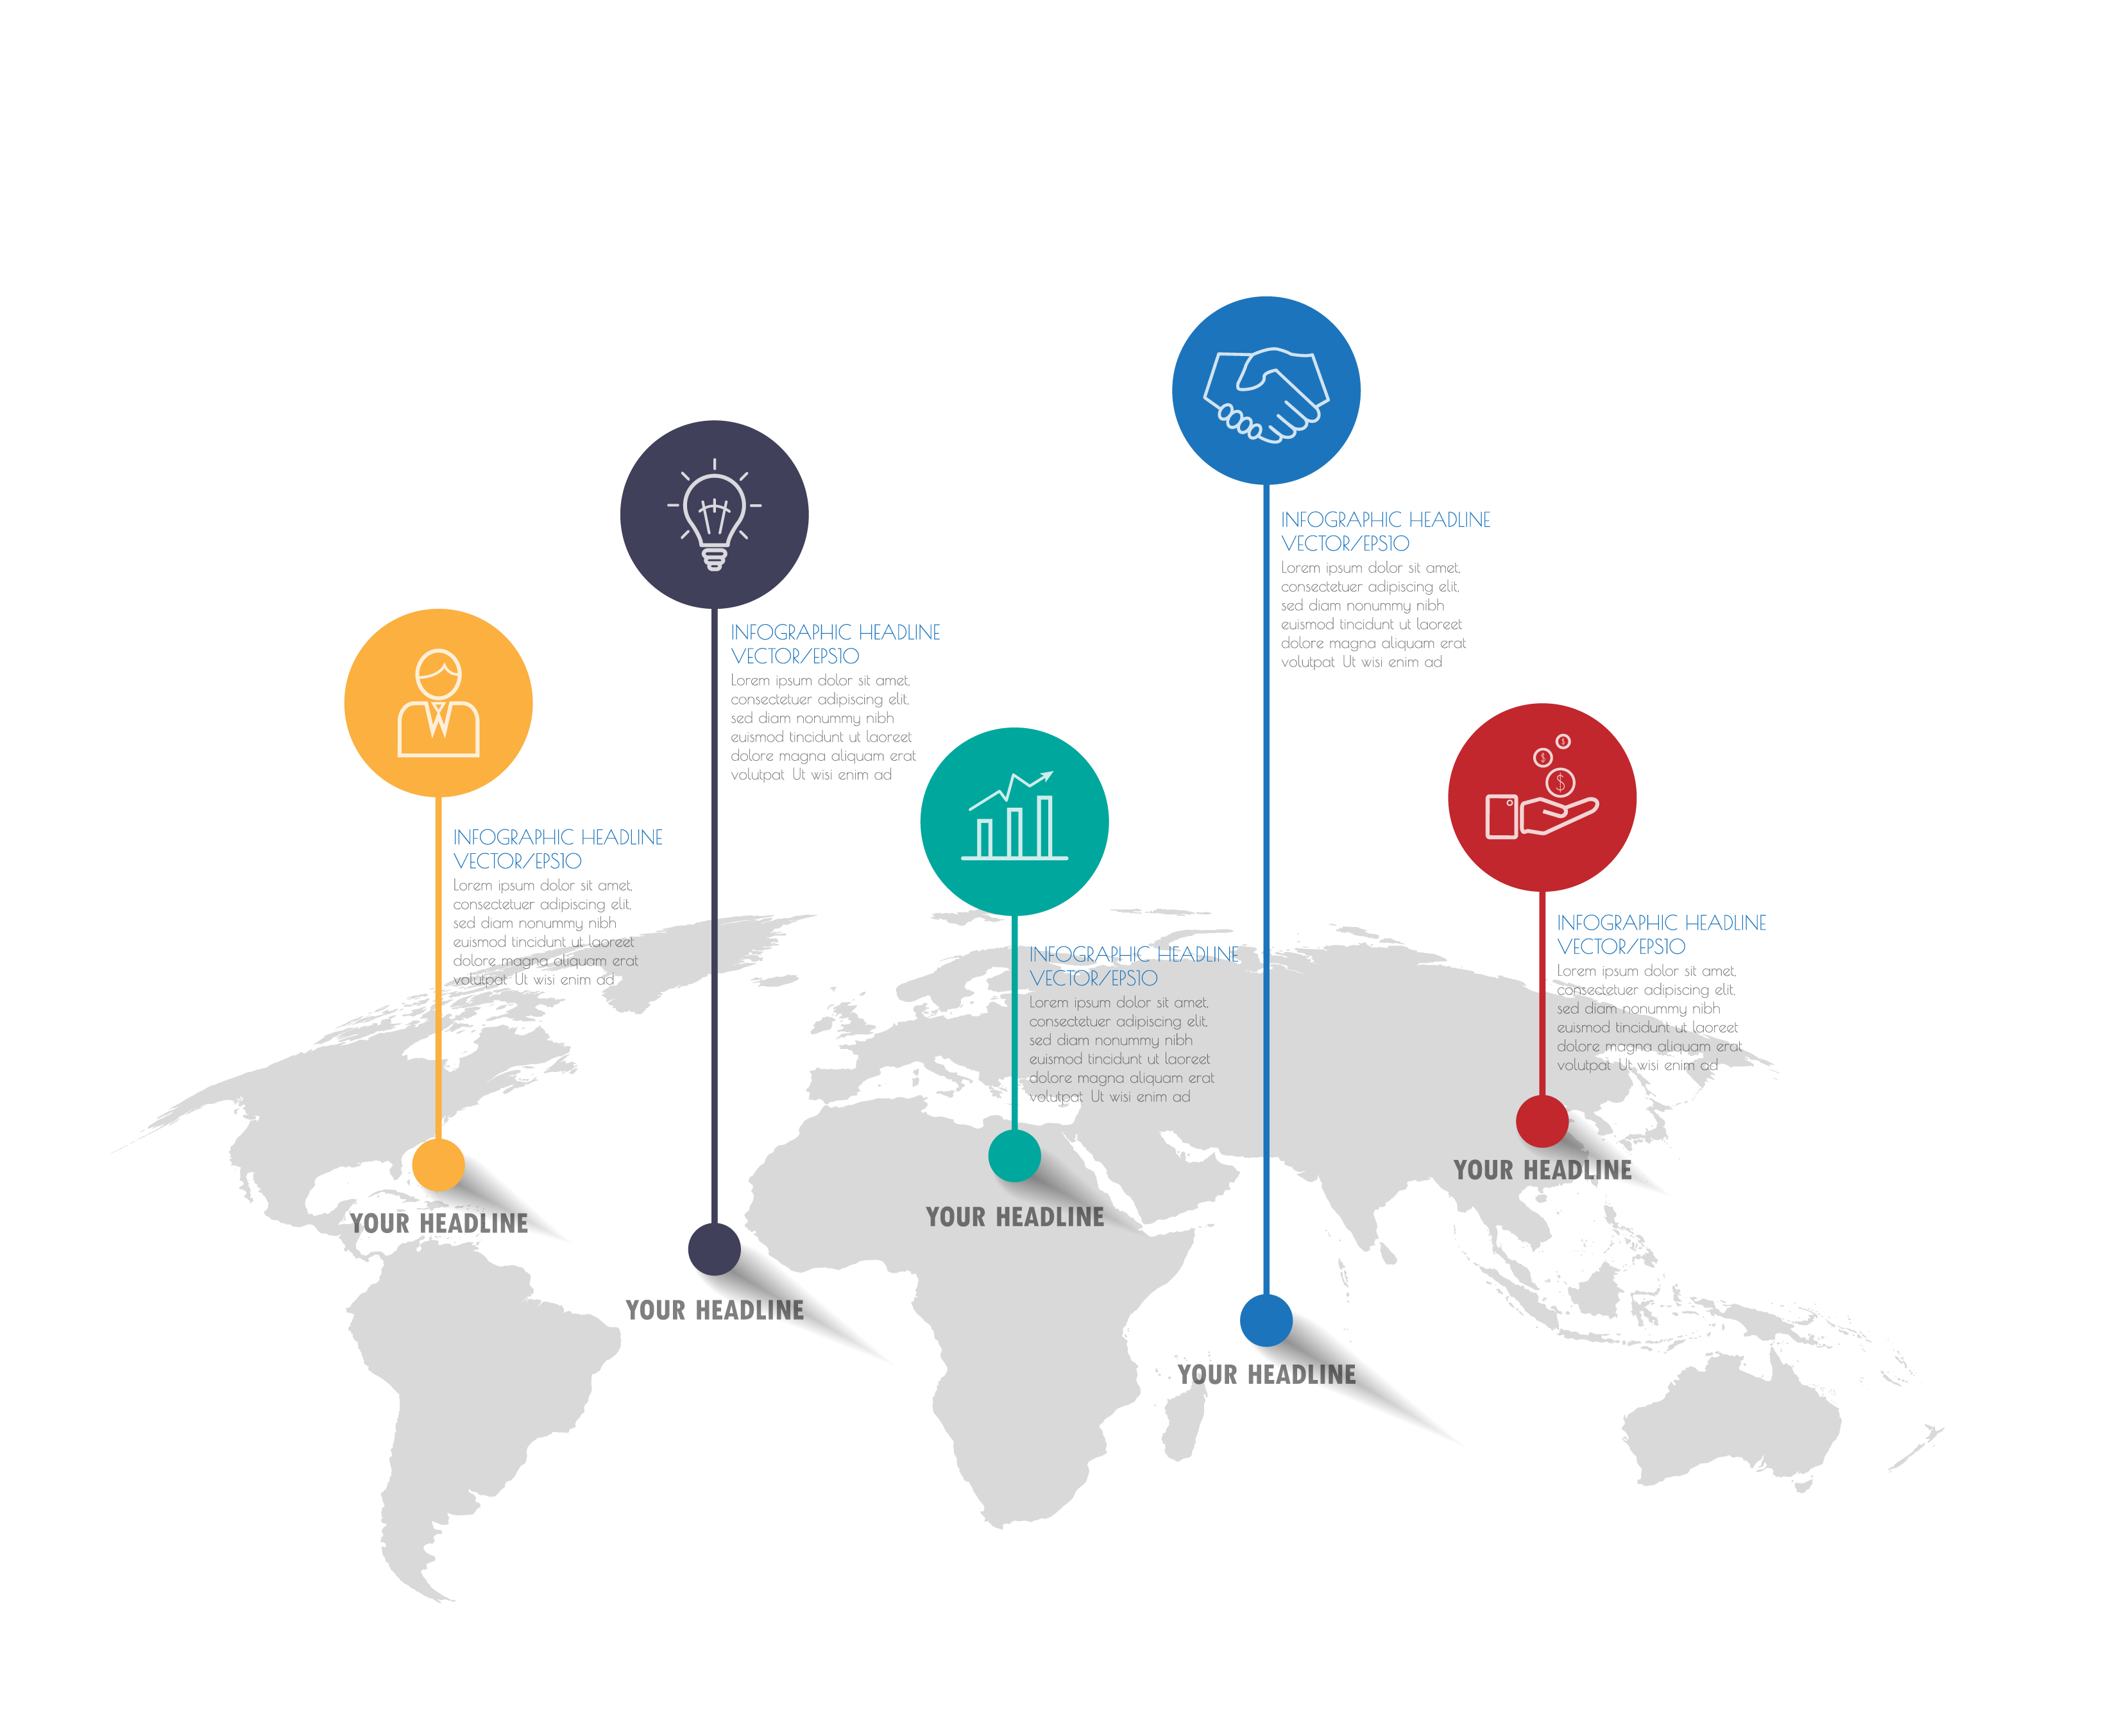 INFOGRAPHIC HEADLINE
VECTOR/EPS10
Lorem ipsum dolor sit amet,
consectetuer adipiscing elit,
sed diam nonummy nibh
euismod tincidunt ut laoreet
dolore magna aliquam erat
volutpat Ut wisi enim ad
YOUR HEADLINE
INFOGRAPHIC HEADLINE
VECTOR/EPS10
Lorem ipsum dolor sit amet,
consectetuer adipiscing elit,
sed diam nonummy nibh
euismod tincidunt ut laoreet
dolore magna aliquam erat
volutpat Ut wisi enim ad
YOUR HEADLINE
INFOGRAPHIC HEADLINE
VECTOR/EPS10
Lorem ipsum dolor sit amet,
consectetuer adipiscing elit,
sed diam nonummy nibh
euismod tincidunt ut laoreet
dolore magna aliquam erat
volutpat Ut wisi enim ad
YOUR HEADLINE
INFOGRAPHIC HEADLINE
VECTOR/EPS10
Lorem ipsum dolor sit amet,
consectetuer adipiscing elit,
sed diam nonummy nibh
euismod tincidunt ut laoreet
dolore magna aliquam erat
volutpat Ut wisi enim ad
YOUR HEADLINE
$
$
$
INFOGRAPHIC HEADLINE
VECTOR/EPS10
Lorem ipsum dolor sit amet,
consectetuer adipiscing elit,
sed diam nonummy nibh
euismod tincidunt ut laoreet
dolore magna aliquam erat
volutpat Ut wisi enim ad
YOUR HEADLINE